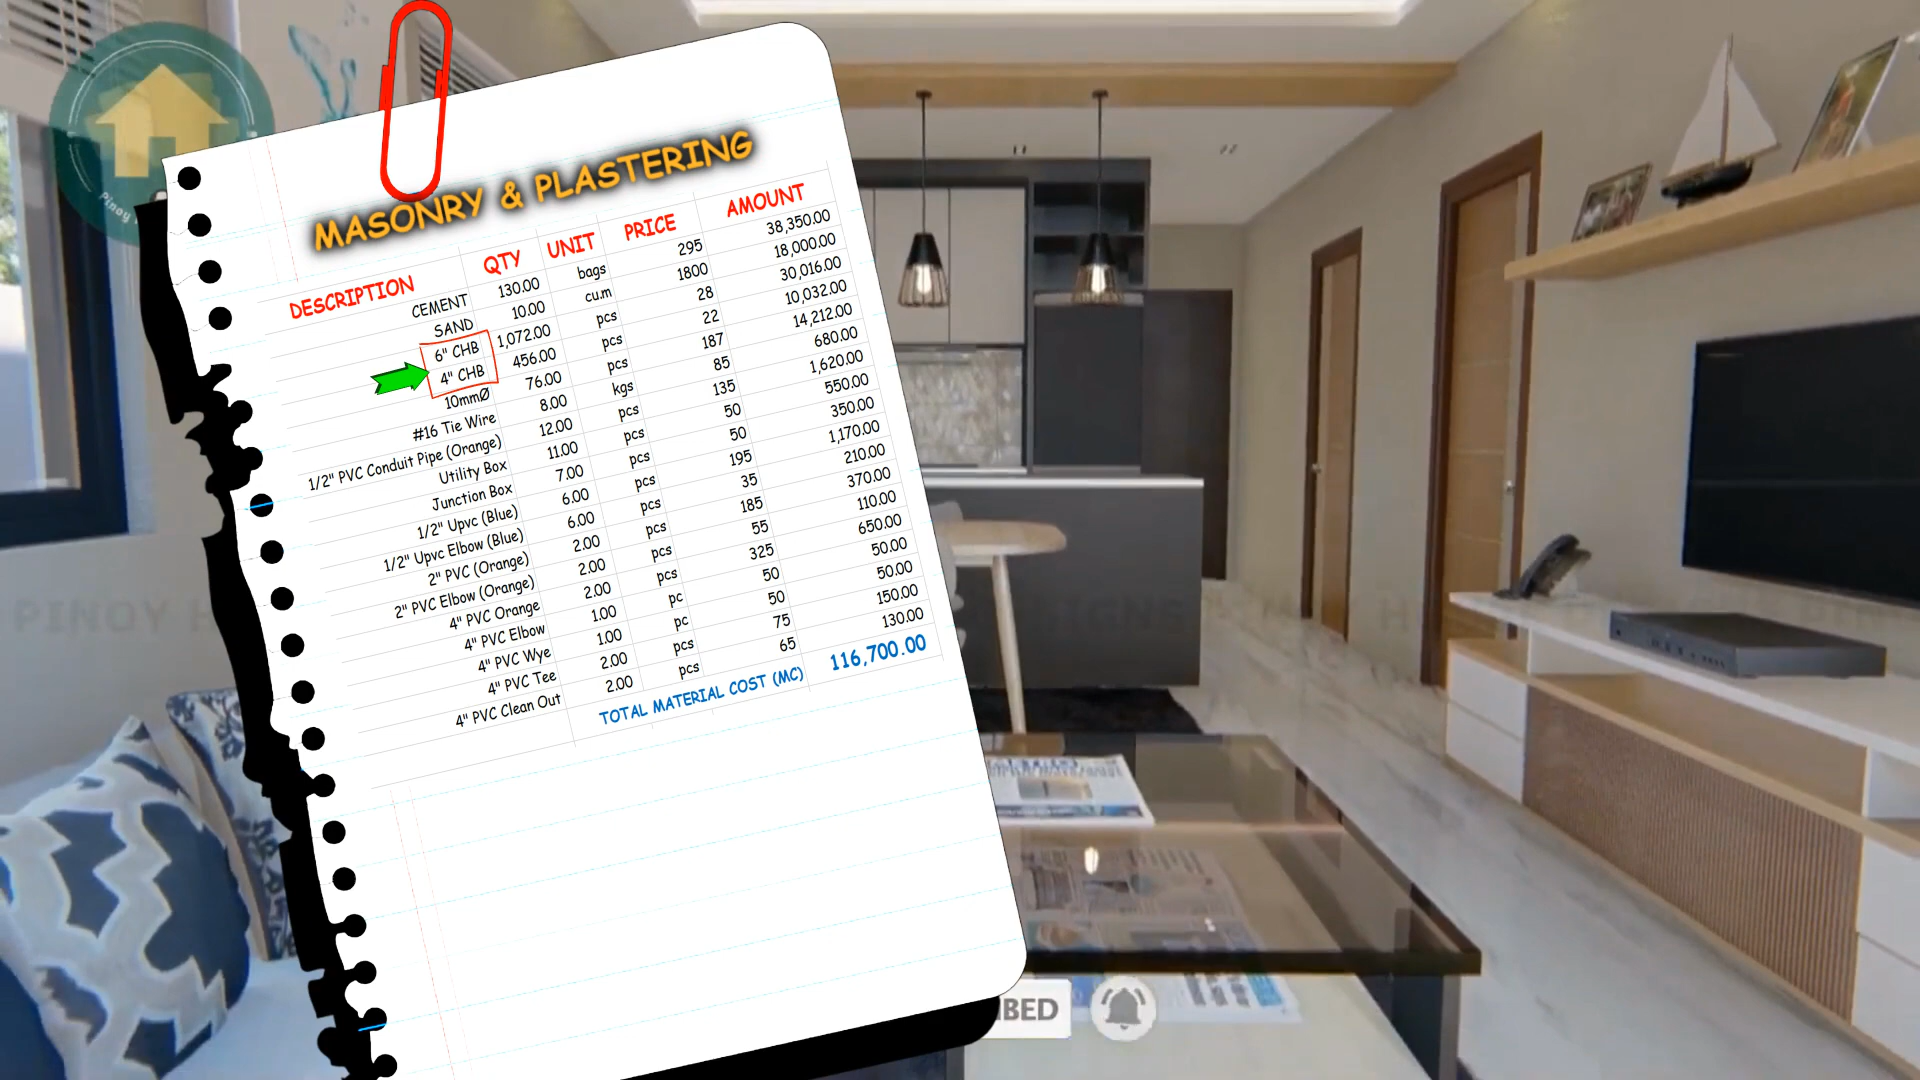 MASONRY & PLASTERING
DESCRIPTION QTY UNIT PRICE AMOUNT
CEMENT 130.00 bags 295 38,350.00
SAND 10.00 cu.m 1800 18,000.00
6" CHB 1,072.00 pcs 28 30,016.00
4" CHB 456.00 pcs 22 10,032.00
10mmØ 76.00 pcs 187 14,212.00
#16 Tie Wire 8.00 kgs 85 680.00
1/2" PVC Conduit Pipe (Orange) 12.00 pcs 135 1,620.00
Utility Box 11.00 pcs 50 550.00
Junction Box 7.00 pcs 50 350.00
1/2" Upvc (Blue) 6.00 pcs 195 1,170.00
1/2" Upvc Elbow (Blue) 6.00 pcs 35 210.00
2" PVC (Orange) 2.00 pcs 185 370.00
2" PVC Elbow (Orange) 2.00 pcs 55 110.00
4" PVC Orange 2.00 pcs 325 650.00
4" PVC Elbow 1.00 pc 50 50.00
4" PVC Wye 1.00 pc 50 50.00
4" PVC Tee 2.00 pcs 75 150.00
4" PVC Clean Out 2.00 pcs 65 130.00
TOTAL MATERIAL COST (MC) 116,700.00
Pinoy
PINOY
IBED